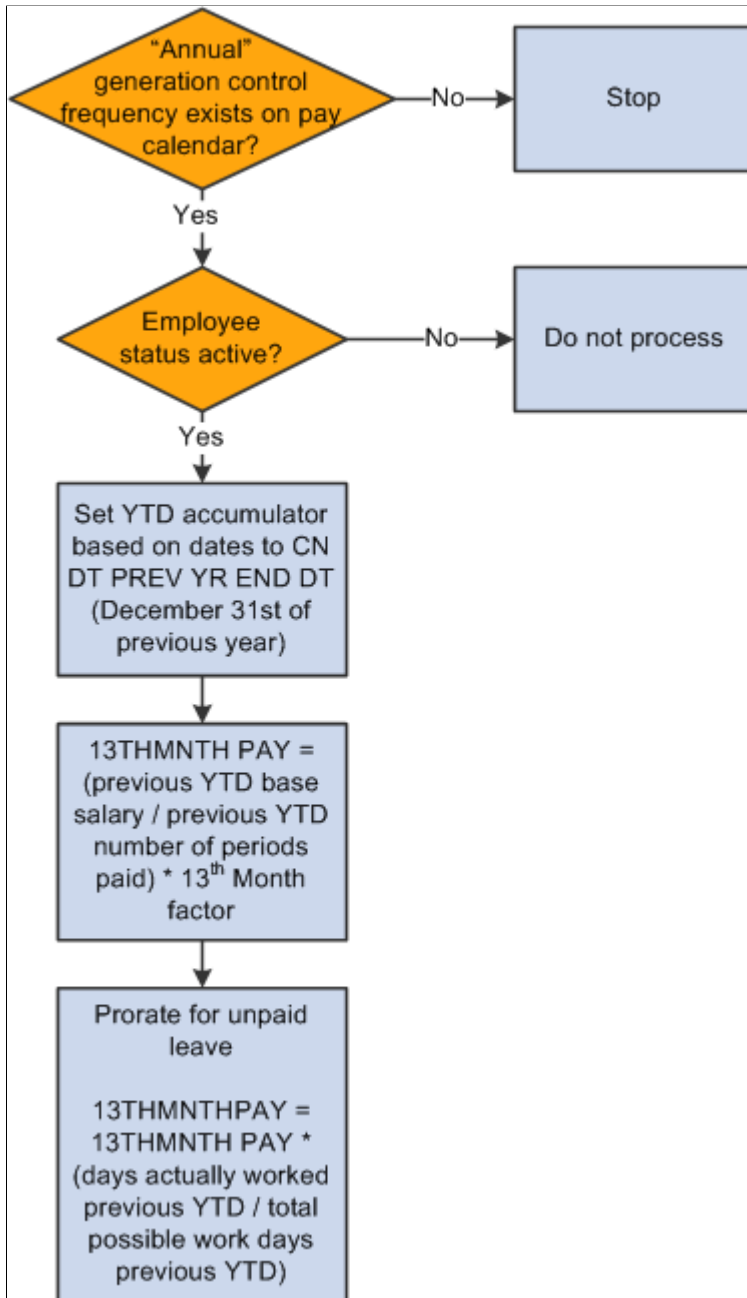 “Annual”
generation control
frequency exists on pay
calendar?
No
Stop
Yes
Employee
status active?
No
Do not process
Yes
Set YTD accumulator
based on dates to CN
DT PREV YR END DT
(December 31st of
previous year)
13THMNTH PAY =
(previous YTD base
salary / previous YTD
number of periods
paid) * 13th Month
factor
Prorate for unpaid
leave
13THMNTHPAY =
13THMNTH PAY *
(days actually worked
previous YTD / total
possible work days
previous YTD)